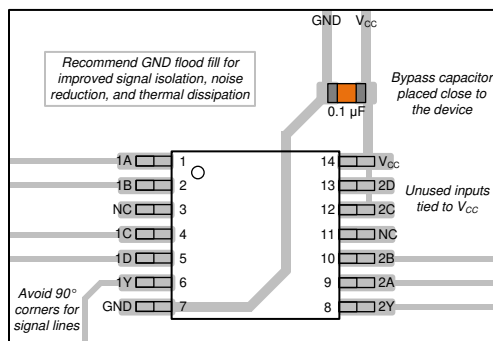 GND VCC
Recommend GND flood fill for
improved signal isolation, noise
reduction, and thermal dissipation
Bypass capacitor
placed close to
the device
0.1 µF
1A 1 14 VCC
1B 2 13 2D
Unused inputs
tied to VCC
NC 3 12 2C
1C 4 11 NC
1D 5 10 2B
1Y 6 9 2A
Avoid 90°
corners for
signal lines
GND 7 8 2Y